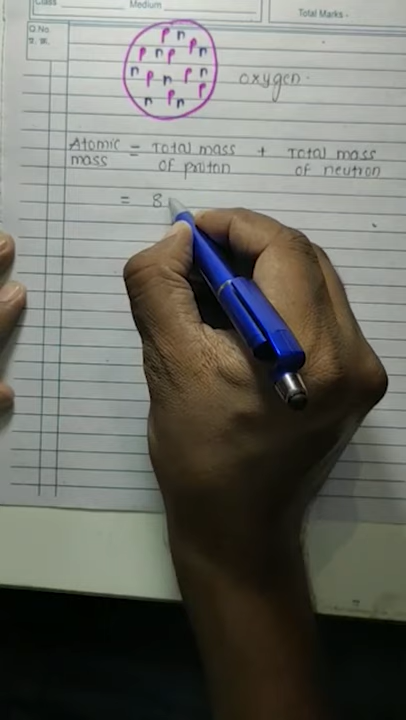 Class
Medium
Total Marks -
Q.No.
प्र. क्र.
p n
p n p p n
n p n p n
n p n p
oxygen.
Atomic mass = Total mass of proton + Total mass of neutron
= 8